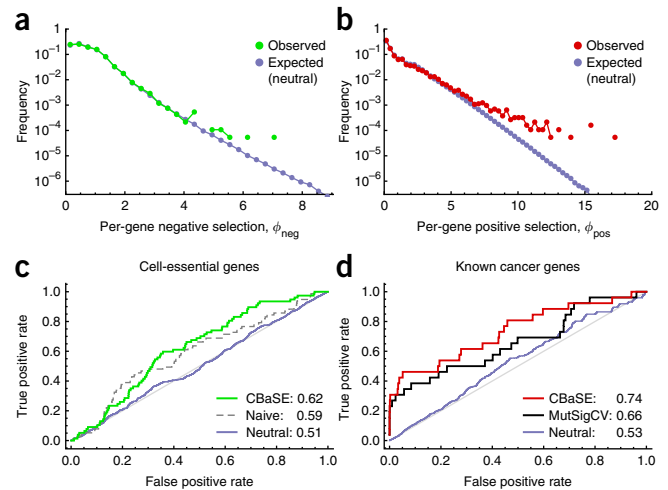 a
Observed
Expected
(neutral)
Frequency
1
10⁻¹
10⁻²
10⁻³
10⁻⁴
10⁻⁵
10⁻⁶
0 2 4 6 8
Per-gene negative selection, ϕneg
b
Observed
Expected
(neutral)
Frequency
1
10⁻¹
10⁻²
10⁻³
10⁻⁴
10⁻⁵
10⁻⁶
0 5 10 15 20
Per-gene positive selection, ϕpos
c
Cell-essential genes
True positive rate
1.0
0.8
0.6
0.4
0.2
0.0
CBaSE: 0.62
Naive: 0.59
Neutral: 0.51
0.0 0.2 0.4 0.6 0.8 1.0
False positive rate
d
Known cancer genes
True positive rate
1.0
0.8
0.6
0.4
0.2
0.0
CBaSE: 0.74
MutSigCV: 0.66
Neutral: 0.53
0.0 0.2 0.4 0.6 0.8 1.0
False positive rate